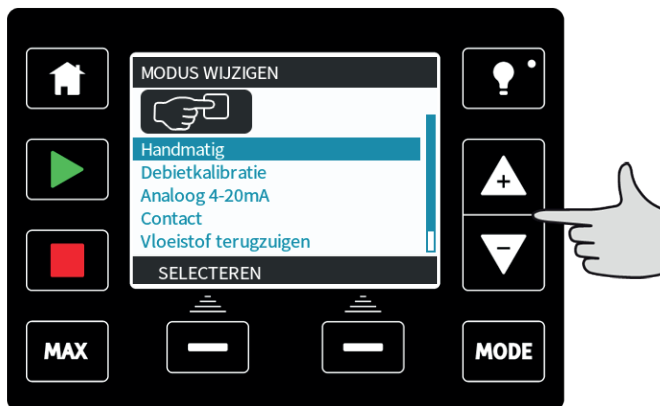 MODUS WIJZIGEN
Handmatig
Debietkalibratie
Analoog 4-20mA
Contact
Vloeistof terugzuigen
SELECTEREN
+
−
MAX
MODE